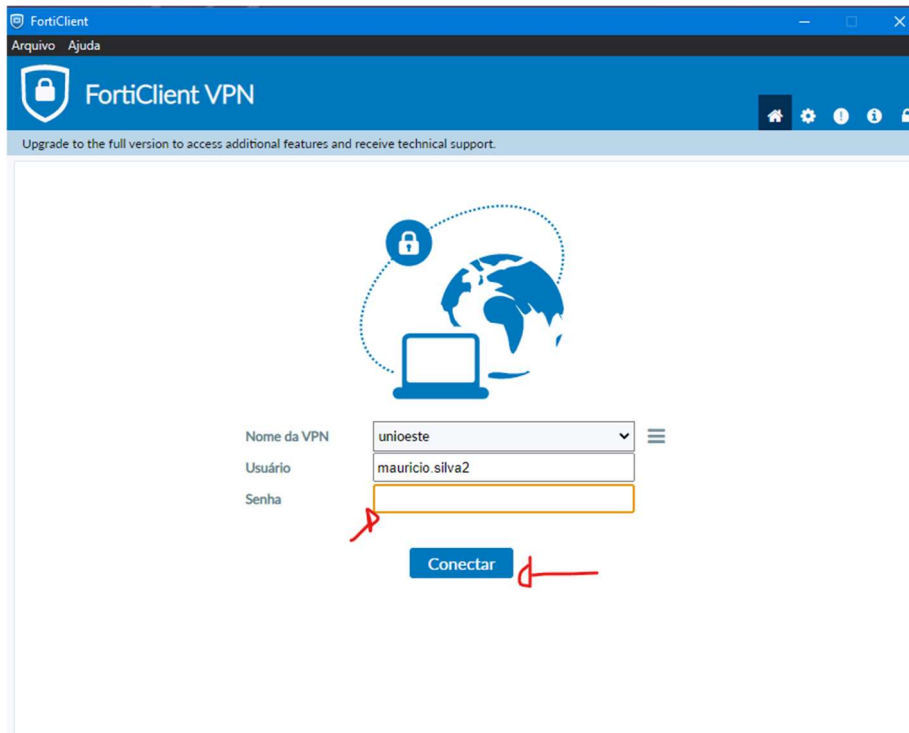 FortiClient
Arquivo Ajuda
FortiClient VPN
Upgrade to the full version to access additional features and receive technical support.
Nome da VPN unioeste
Usuário mauricio.silva2
Senha
Conectar